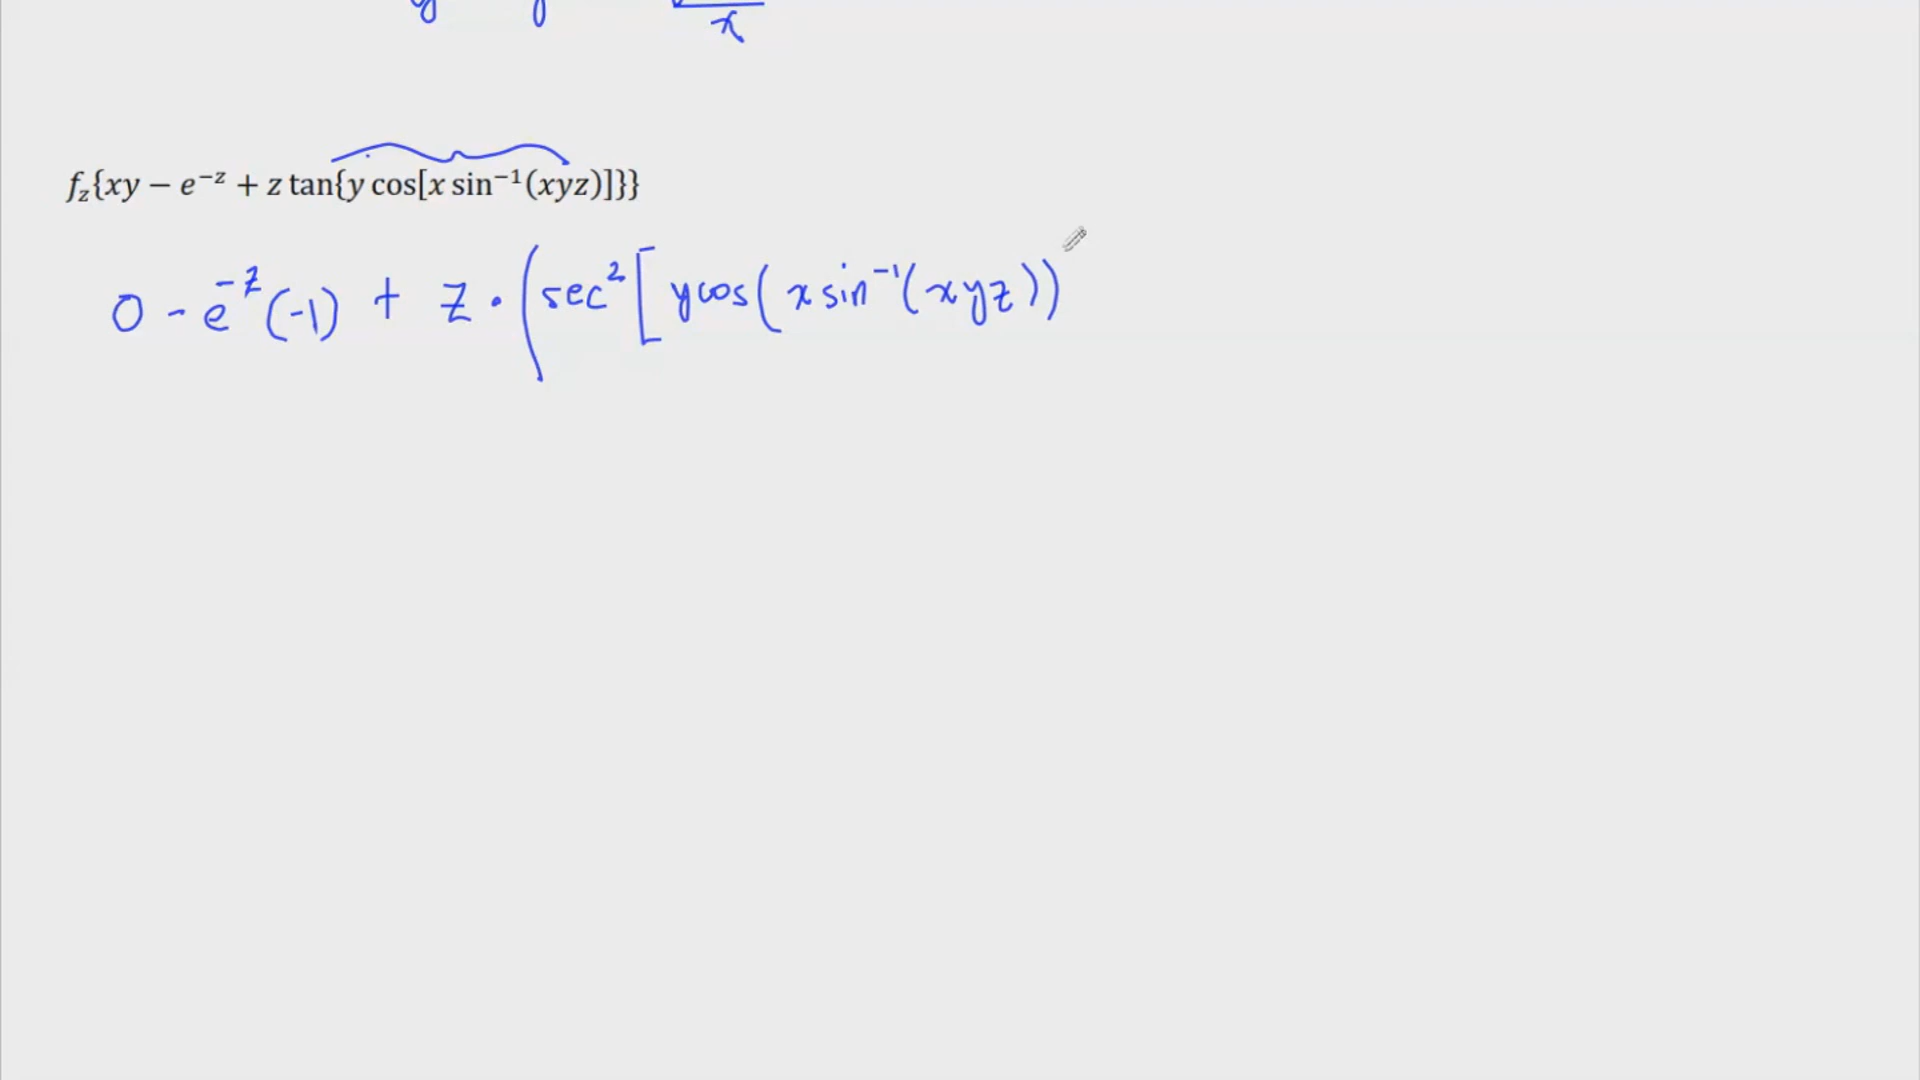 y y x
f_z{xy − e^{−z} + z tan{y cos[x sin^{−1}(xyz)]}}
0 - e^{-z}(-1) + z · (sec^2 [ycos(x sin^{-1}(xyz))